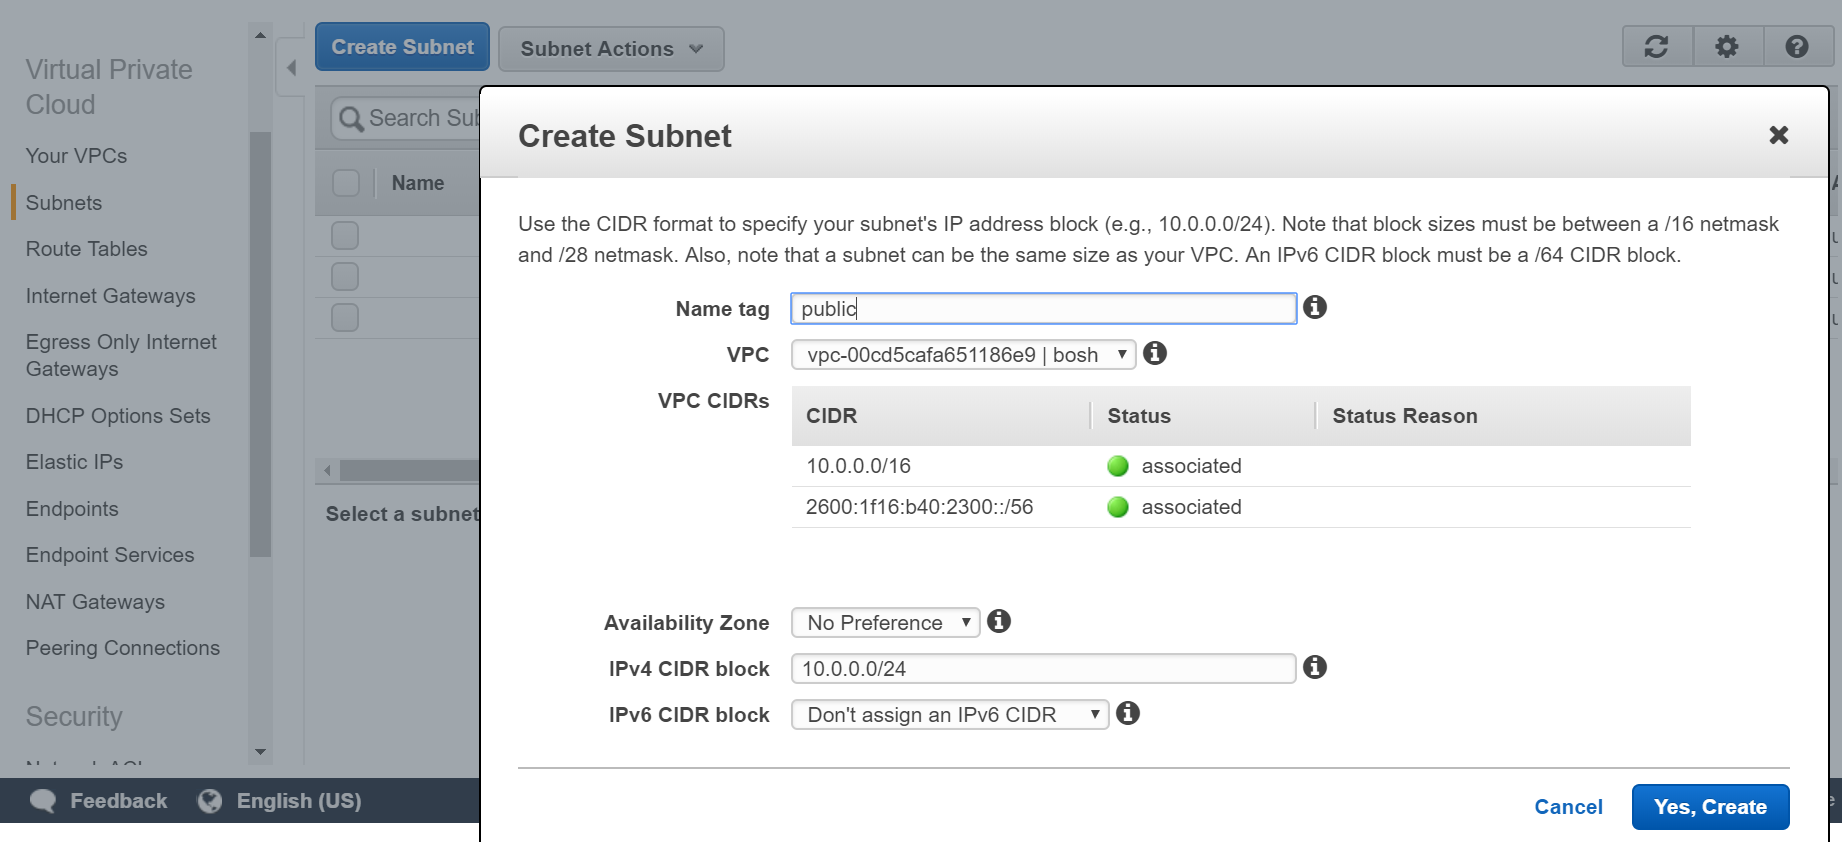 Virtual Private
Cloud
Your VPCs
Subnets
Route Tables
Internet Gateways
Egress Only Internet
Gateways
DHCP Options Sets
Elastic IPs
Endpoints
Endpoint Services
NAT Gateways
Peering Connections
Security
Create Subnet
Subnet Actions
Search
Name
Select a subnet
Create Subnet
Use the CIDR format to specify your subnet's IP address block (e.g., 10.0.0.0/24). Note that block sizes must be between a /16 netmask
and /28 netmask. Also, note that a subnet can be the same size as your VPC. An IPv6 CIDR block must be a /64 CIDR block.
Name tag public
VPC vpc-00cd5cafa651186e9 | bosh
VPC CIDRs
CIDR Status Status Reason
10.0.0.0/16 associated
2600:1f16:b40:2300::/56 associated
Availability Zone No Preference
IPv4 CIDR block 10.0.0.0/24
IPv6 CIDR block Don't assign an IPv6 CIDR
Cancel Yes, Create
Feedback English (US)